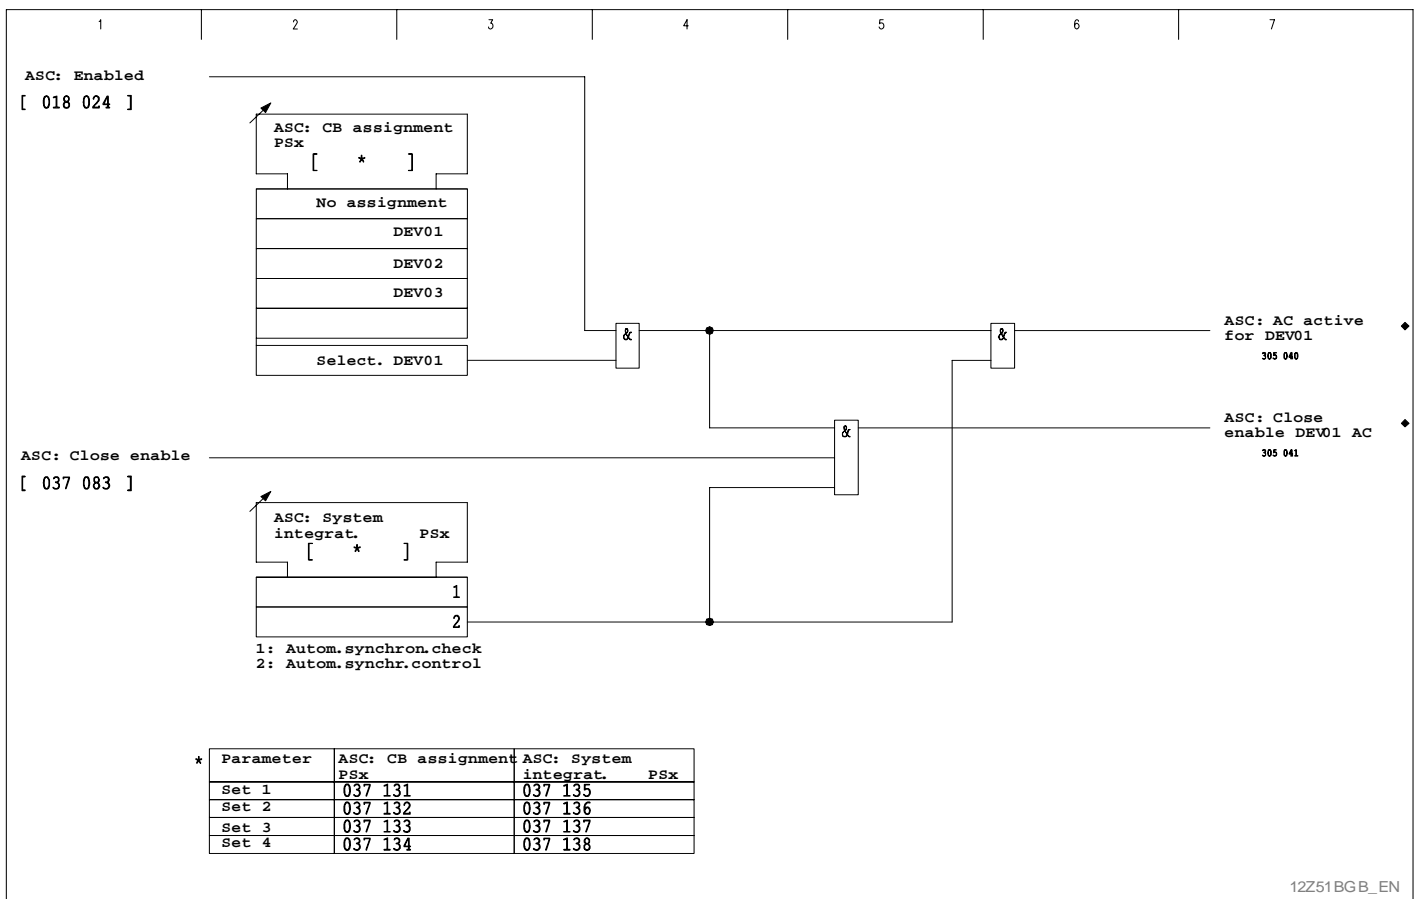 1 2 3 4 5 6 7
ASC: Enabled
[ 018 024 ]
ASC: CB assignment
PSx
[ * ]
No assignment
DEV01
DEV02
DEV03
Select. DEV01
&
&
ASC: AC active
for DEV01
305 040
&
ASC: Close
enable DEV01 AC
305 041
ASC: Close enable
[ 037 083 ]
ASC: System
integrat. PSx
[ * ]
1
2
1: Autom.synchron.check
2: Autom.synchr.control
* Parameter ASC: CB assignment PSx ASC: System integrat. PSx
Set 1 037 131 037 135
Set 2 037 132 037 136
Set 3 037 133 037 137
Set 4 037 134 037 138
12Z51BGB_EN